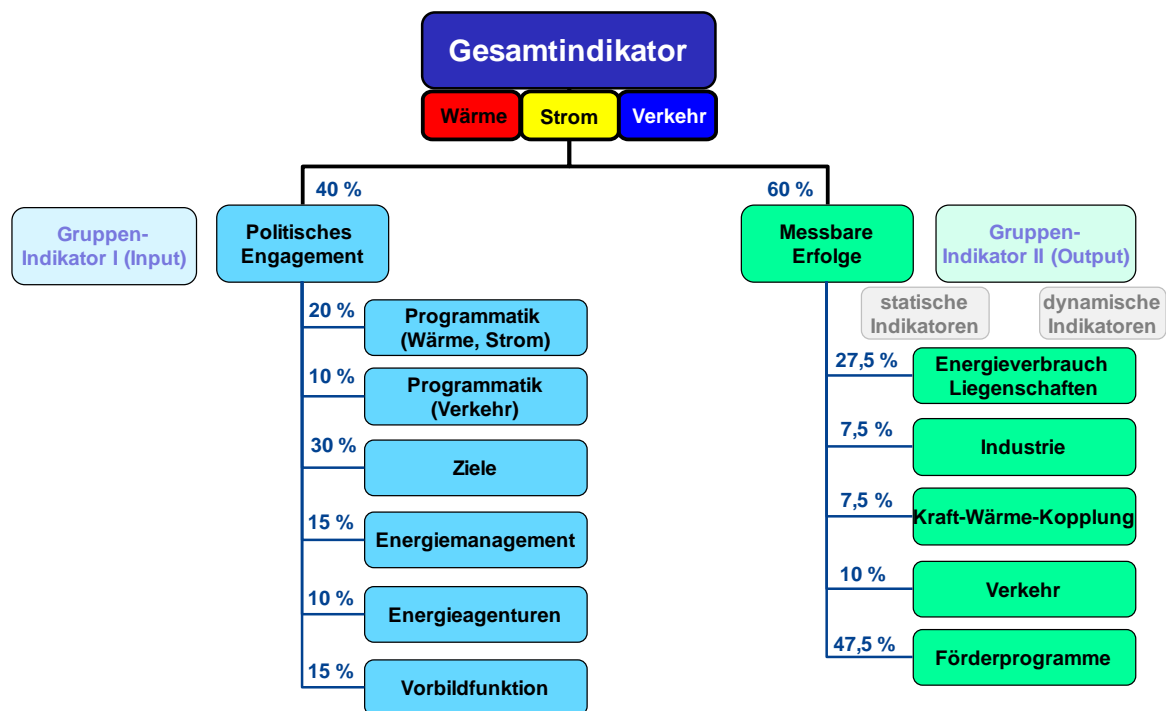 Gesamtindikator
Wärme
Strom
Verkehr
40 %
60 %
Gruppen-
Indikator I (Input)
Politisches
Engagement
Messbare
Erfolge
Gruppen-
Indikator II (Output)
statische
Indikatoren
dynamische
Indikatoren
20 %
Programmatik
(Wärme, Strom)
10 %
Programmatik
(Verkehr)
30 %
Ziele
15 %
Energiemanagement
10 %
Energieagenturen
15 %
Vorbildfunktion
27,5 %
Energieverbrauch
Liegenschaften
7,5 %
Industrie
7,5 %
Kraft-Wärme-Kopplung
10 %
Verkehr
47,5 %
Förderprogramme